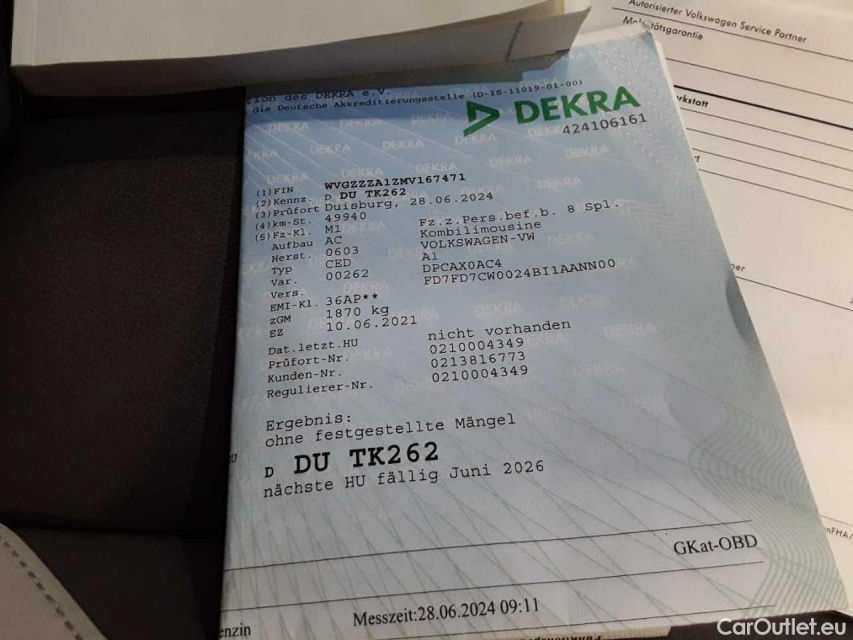 Autorisierter Volkswagen Service Partner
tion des DEKRA e.V.
die Deutsche Akkreditierungsstelle (D-IS-11019-01-00)
DEKRA
424106161
(1) FIN WVGZZZA1ZMV167471
(2) Kennz. D DU TK262
(3) Prüfort Duisburg, 28.06.2024
(4) km-St. 49940
(5) Fz-Kl. M1 Fz.z.Pers.bef.b. 8 Spl.
Aufbau AC Kombilimousine
Herst. 0603 VOLKSWAGEN-VW
Typ CED A1
Var. 00262 DPCAX0AC4
Vers. FD7FD7CW0024BI1AANN00
EMI-Kl. 36AP**
zGM 1870 kg
EZ 10.06.2021
Dat.letzt.HU nicht vorhanden
Prüfort-Nr. 0210004349
Kunden-Nr. 0213816773
Regulierer-Nr. 0210004349
Ergebnis:
ohne festgestellte Mängel
D DU TK262
nächste HU fällig Juni 2026
GKat-OBD
Messzeit:28.06.2024 09:11
enzin
CarOutlet.eu